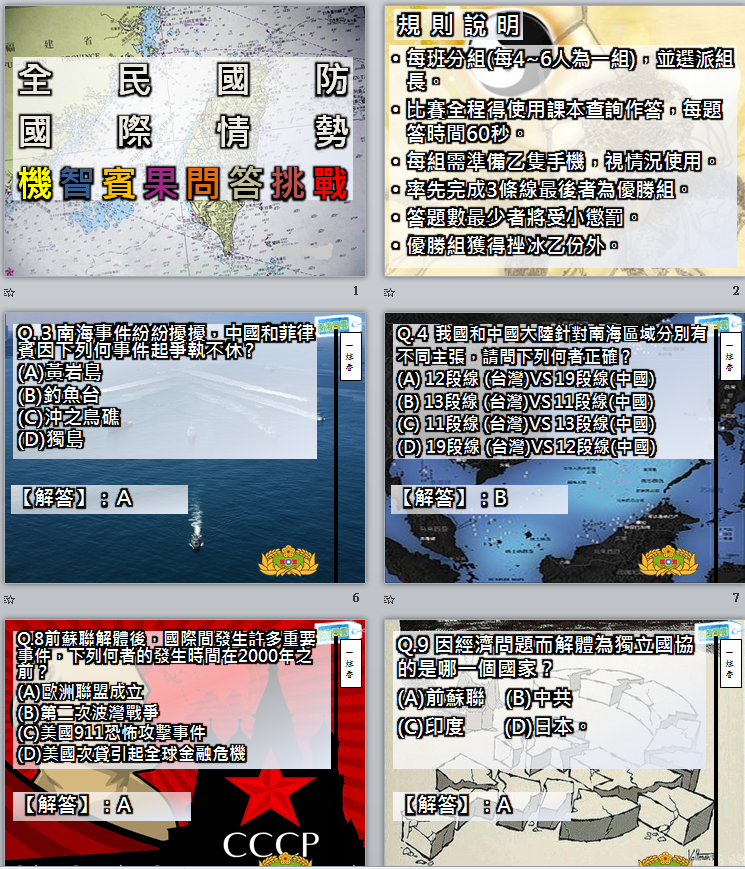 全民國防
國際情勢
機智賓果問答挑戰
1
規則說明
• 每班分組(每4~6人為一組)，並選派組
長。
• 比賽全程得使用課本查詢作答，每題
答時間60秒。
• 每組需準備乙隻手機，視情況使用。
• 率先完成3條線最後者為優勝組。
• 答題數最少者將受小懲罰。
• 優勝組獲得挫冰乙份外。
2
Q.3 南海事件紛紛擾擾，中國和菲律
賓因下列何事件起爭執不休?
(A)黃岩島
(B)釣魚台
(C)沖之鳥礁
(D)獨島
【解答】：A
6
Q.4 我國和中國大陸針對南海區域分別有
不同主張，請問下列何者正確？
(A) 12段線 (台灣)VS 19段線(中國)
(B) 13段線 (台灣)VS 11段線(中國)
(C) 11段線 (台灣)VS 13段線(中國)
(D) 19段線 (台灣)VS 12段線(中國)
【解答】：B
7
Q.8前蘇聯解體後，國際間發生許多重要
事件，下列何者的發生時間在2000年之
前？
(A)歐洲聯盟成立
(B)第二次波灣戰爭
(C)美國911恐怖攻擊事件
(D)美國次貸引起全球金融危機
【解答】：A
CCCP
Q.9 因經濟問題而解體為獨立國協
的是哪一個國家？
(A)前蘇聯 (B)中共
(C)印度 (D)日本。
【解答】：A